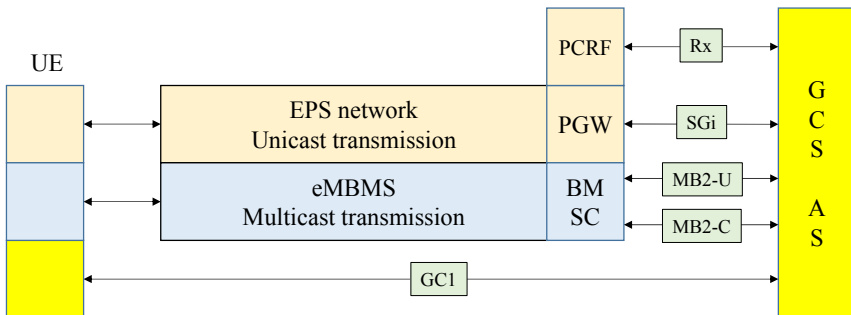 PCRF
Rx
UE
EPS network
Unicast transmission
PGW
SGi
eMBMS
Multicast transmission
BM
SC
MB2-U
MB2-C
GC1
G
C
S
A
S